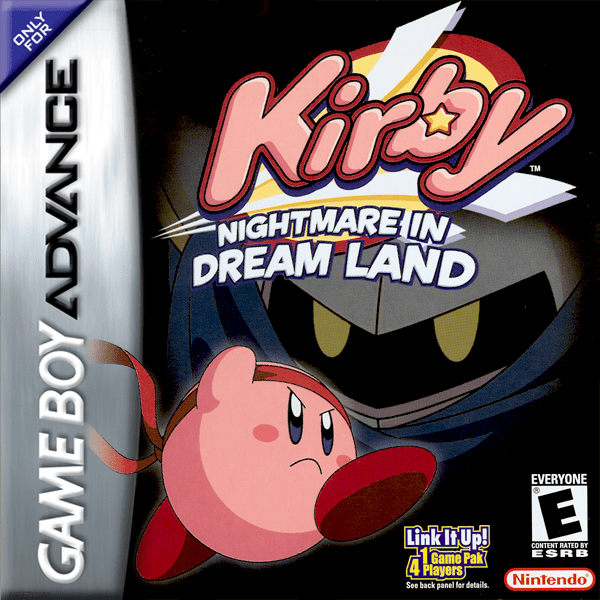 ONLY
FOR
GAME BOY ADVANCE
Kirby
TM
NIGHTMARE IN
DREAM LAND
Link It Up!
1 Game Pak
4 Players
See back panel for details.
EVERYONE
E
®
CONTENT RATED BY
ESRB
Nintendo®